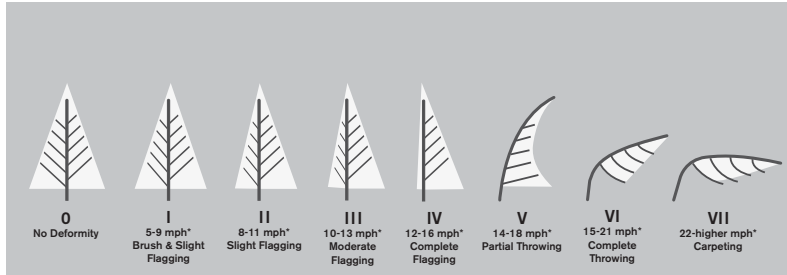 0
No Deformity
I
5-9 mph*
Brush & Slight
Flagging
II
8-11 mph*
Slight Flagging
III
10-13 mph*
Moderate
Flagging
IV
12-16 mph*
Complete
Flagging
V
14-18 mph*
Partial Throwing
VI
15-21 mph*
Complete
Throwing
VII
22-higher mph*
Carpeting